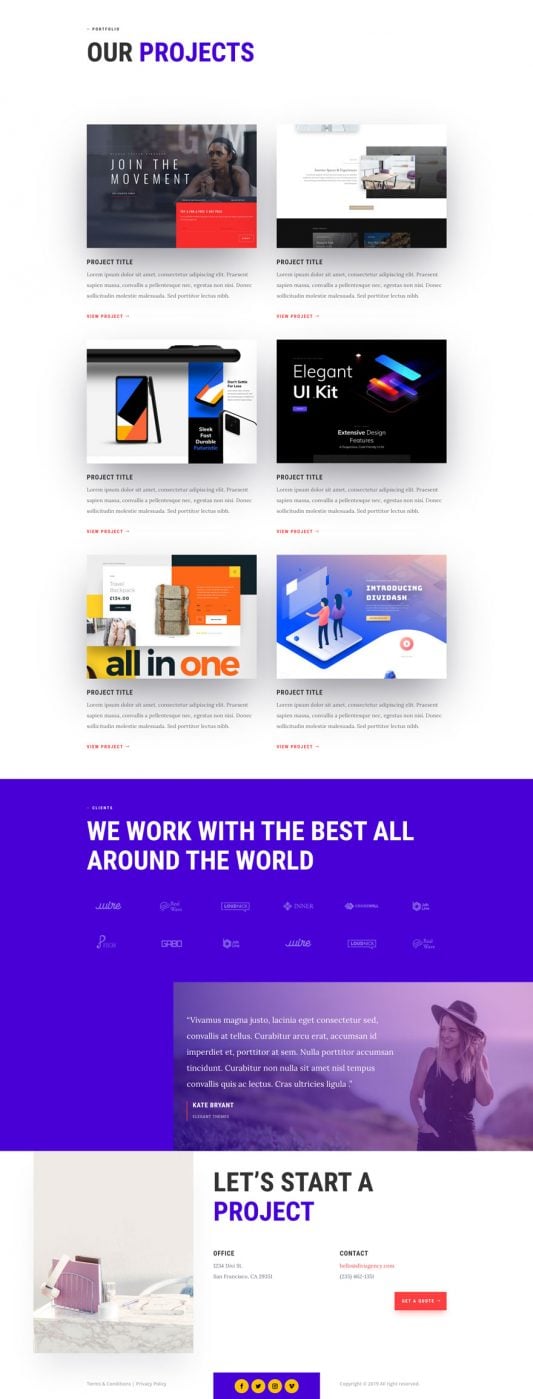 - PORTFOLIO
OUR PROJECTS
GYM
JOIN THE
MOVEMENT
PROJECT TITLE
Lorem ipsum dolor sit amet, consectetur adipiscing elit. Praesent
sapien massa, convallis a pellentesque nec, egestas non nisi. Donec
sollicitudin molestie malesuada. Sed porttitor lectus nibh.
VIEW PROJECT →
PROJECT TITLE
Lorem ipsum dolor sit amet, consectetur adipiscing elit. Praesent
sapien massa, convallis a pellentesque nec, egestas non nisi. Donec
sollicitudin molestie malesuada. Sed porttitor lectus nibh.
VIEW PROJECT →
Don't Settle
For Less
Sleek
Fast
Durable
Futuristic
PROJECT TITLE
Lorem ipsum dolor sit amet, consectetur adipiscing elit. Praesent
sapien massa, convallis a pellentesque nec, egestas non nisi. Donec
sollicitudin molestie malesuada. Sed porttitor lectus nibh.
VIEW PROJECT →
Elegant
UI Kit
Extensive Design
Features
PROJECT TITLE
Lorem ipsum dolor sit amet, consectetur adipiscing elit. Praesent
sapien massa, convallis a pellentesque nec, egestas non nisi. Donec
sollicitudin molestie malesuada. Sed porttitor lectus nibh.
VIEW PROJECT →
Travel
Backpack
£134.00
all in one
PROJECT TITLE
Lorem ipsum dolor sit amet, consectetur adipiscing elit. Praesent
sapien massa, convallis a pellentesque nec, egestas non nisi. Donec
sollicitudin molestie malesuada. Sed porttitor lectus nibh.
VIEW PROJECT →
INTRODUCING
DIVIDASH
PROJECT TITLE
Lorem ipsum dolor sit amet, consectetur adipiscing elit. Praesent
sapien massa, convallis a pellentesque nec, egestas non nisi. Donec
sollicitudin molestie malesuada. Sed porttitor lectus nibh.
VIEW PROJECT →
- CLIENTS
WE WORK WITH THE BEST ALL
AROUND THE WORLD
INNER
GABO
“Vivamus magna justo, lacinia eget consectetur sed,
convallis at tellus. Curabitur arcu erat, accumsan id
imperdiet et, porttitor at sem. Nulla porttitor accumsan
tincidunt. Curabitur non nulla sit amet nisl tempus
convallis quis ac lectus. Cras ultricies ligula .”
KATE BRYANT
ELEGANT THEMES
LET’S START A
PROJECT
OFFICE
1234 Divi St.
San Francisco, CA 29351
CONTACT
hello@divigency.com
(235) 462-1351
GET A QUOTE →
Terms & Conditions | Privacy Policy
Copyright © 2019 All right reserved.